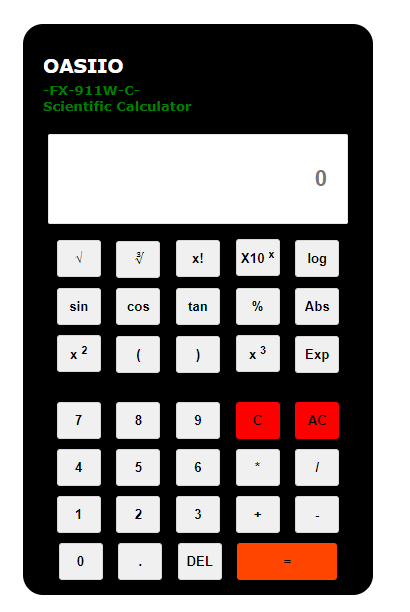 OASIIO
-FX-911W-C-
Scientific Calculator
0
√ ∛ x! X10 x log
sin cos tan % Abs
x 2 ( ) x 3 Exp
7 8 9 C AC
4 5 6 * /
1 2 3 + -
0 . DEL =